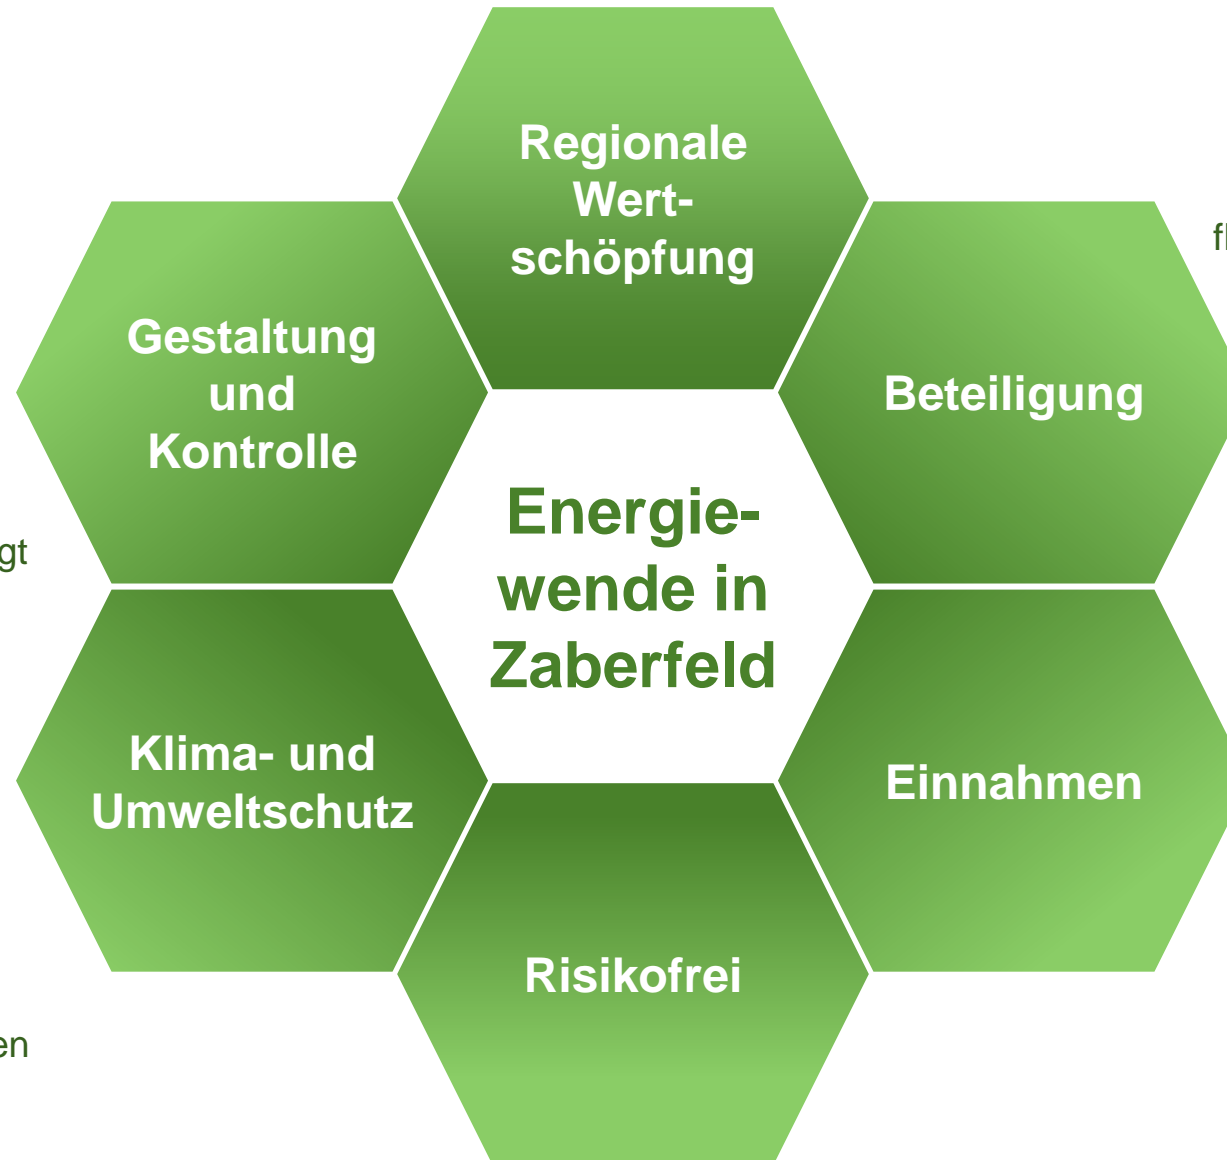 Regionale
Wert-
schöpfung
Gestaltung
und
Kontrolle
Beteiligung
Energie-
wende in
Zaberfeld
Klima- und
Umweltschutz
Einnahmen
Risikofrei